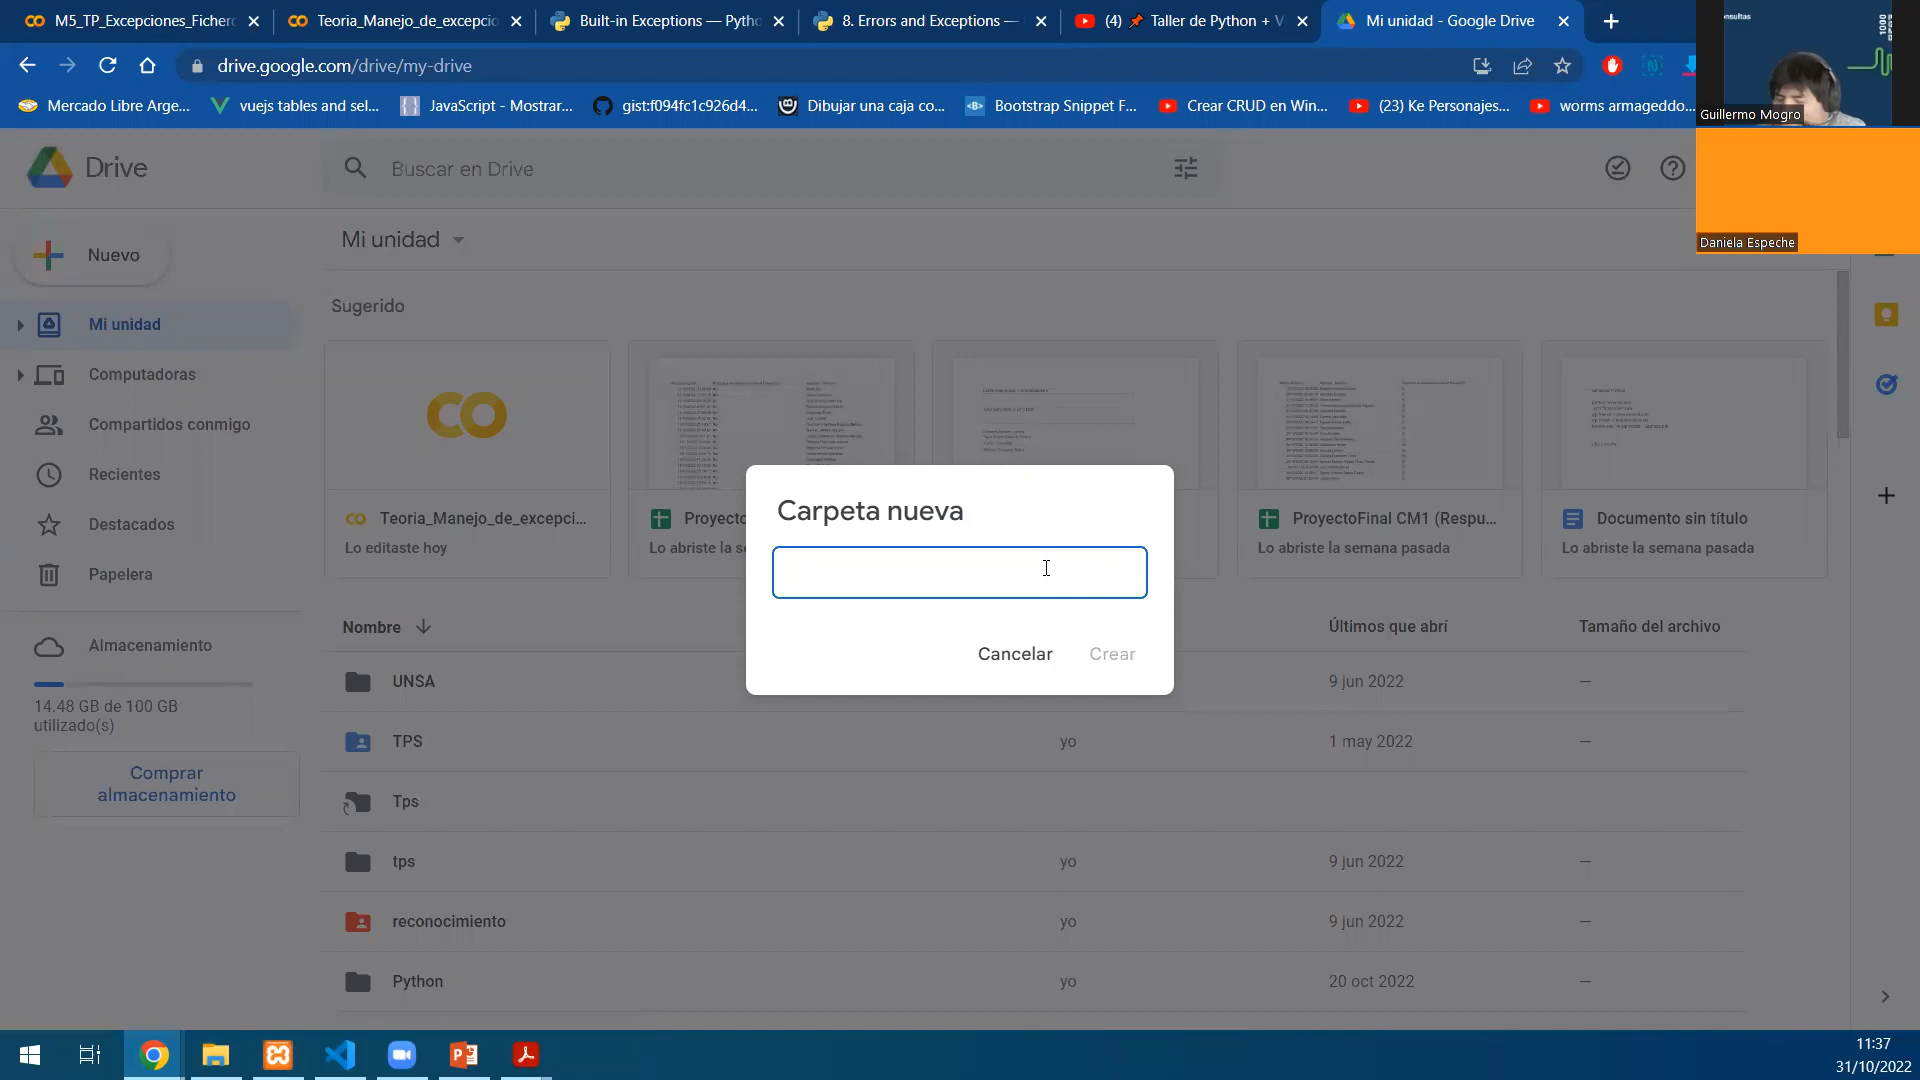 M5_TP_Excepciones_Fichero
Teoria_Manejo_de_excepcio
Built-in Exceptions — Pytho
8. Errors and Exceptions —
(4) 📌 Taller de Python + V
Mi unidad - Google Drive
drive.google.com/drive/my-drive
Mercado Libre Arge...
vuejs tables and sel...
JavaScript - Mostrar...
gist:f094fc1c926d4...
Dibujar una caja co...
Bootstrap Snippet F...
Crear CRUD en Win...
(23) Ke Personajes...
worms armageddo...
nsultas
1000
Guillermo Mogro
Daniela Espeche
Drive
Buscar en Drive
Nuevo
Mi unidad
Computadoras
Compartidos conmigo
Recientes
Destacados
Papelera
Almacenamiento
14.48 GB de 100 GB
utilizado(s)
Comprar
almacenamiento
Mi unidad
Sugerido
Teoria_Manejo_de_excepci...
Lo editaste hoy
Proyecto
Lo abriste la s
ProyectoFinal CM1 (Respu...
Lo abriste la semana pasada
Documento sin título
Lo abriste la semana pasada
Carpeta nueva
Cancelar
Crear
Nombre
Últimos que abrí
Tamaño del archivo
UNSA
9 jun 2022
—
TPS
yo
1 may 2022
—
Tps
tps
yo
9 jun 2022
—
reconocimiento
yo
9 jun 2022
—
Python
yo
20 oct 2022
—
11:37
31/10/2022